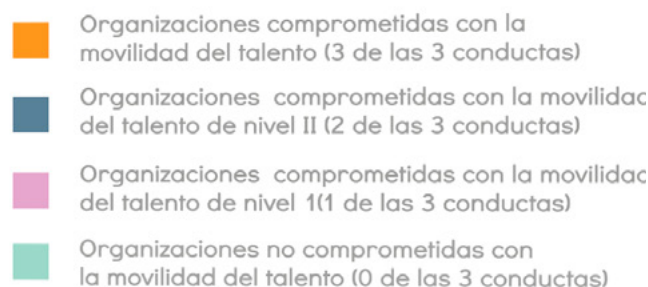 Organizaciones comprometidas con la
movilidad del talento (3 de las 3 conductas)
Organizaciones comprometidas con la movilidad
del talento de nivel II (2 de las 3 conductas)
Organizaciones comprometidas con la movilidad
del talento de nivel 1(1 de las 3 conductas)
Organizaciones no comprometidas con
la movilidad del talento (0 de las 3 conductas)